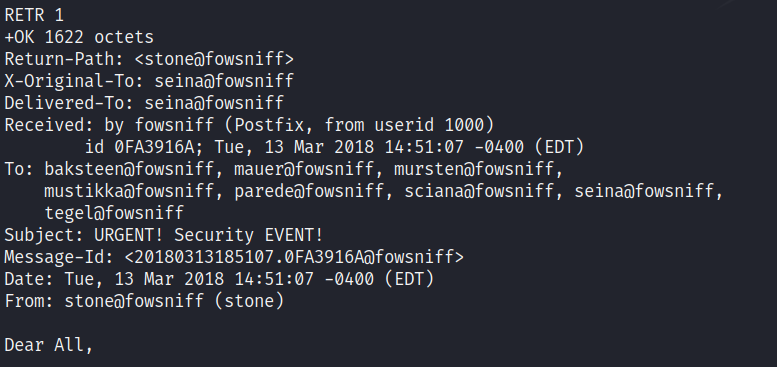 RETR 1
+OK 1622 octets
Return-Path: <stone@fowsniff>
X-Original-To: seina@fowsniff
Delivered-To: seina@fowsniff
Received: by fowsniff (Postfix, from userid 1000)
id 0FA3916A; Tue, 13 Mar 2018 14:51:07 -0400 (EDT)
To: baksteen@fowsniff, mauer@fowsniff, mursten@fowsniff,
mustikka@fowsniff, parede@fowsniff, sciana@fowsniff, seina@fowsniff,
tegel@fowsniff
Subject: URGENT! Security EVENT!
Message-Id: <20180313185107.0FA3916A@fowsniff>
Date: Tue, 13 Mar 2018 14:51:07 -0400 (EDT)
From: stone@fowsniff (stone)

Dear All,